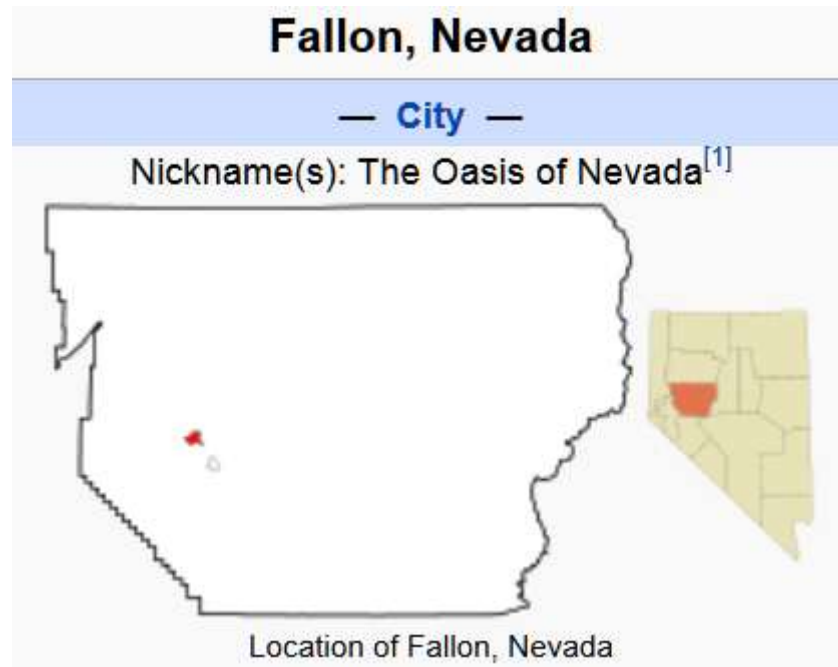 Fallon, Nevada
— City —
Nickname(s): The Oasis of Nevada[1]
Location of Fallon, Nevada